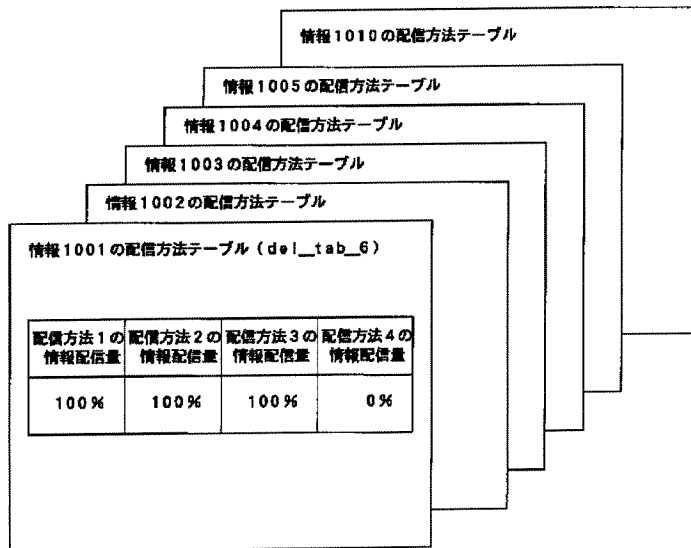 情報1010の配信方法テーブル
情報1005の配信方法テーブル
情報1004の配信方法テーブル
情報1003の配信方法テーブル
情報1002の配信方法テーブル
情報1001の配信方法テーブル(del_tab_6)
配信方法1の情報配信量 配信方法2の情報配信量 配信方法3の情報配信量 配信方法4の情報配信量
100% 100% 100% 0%